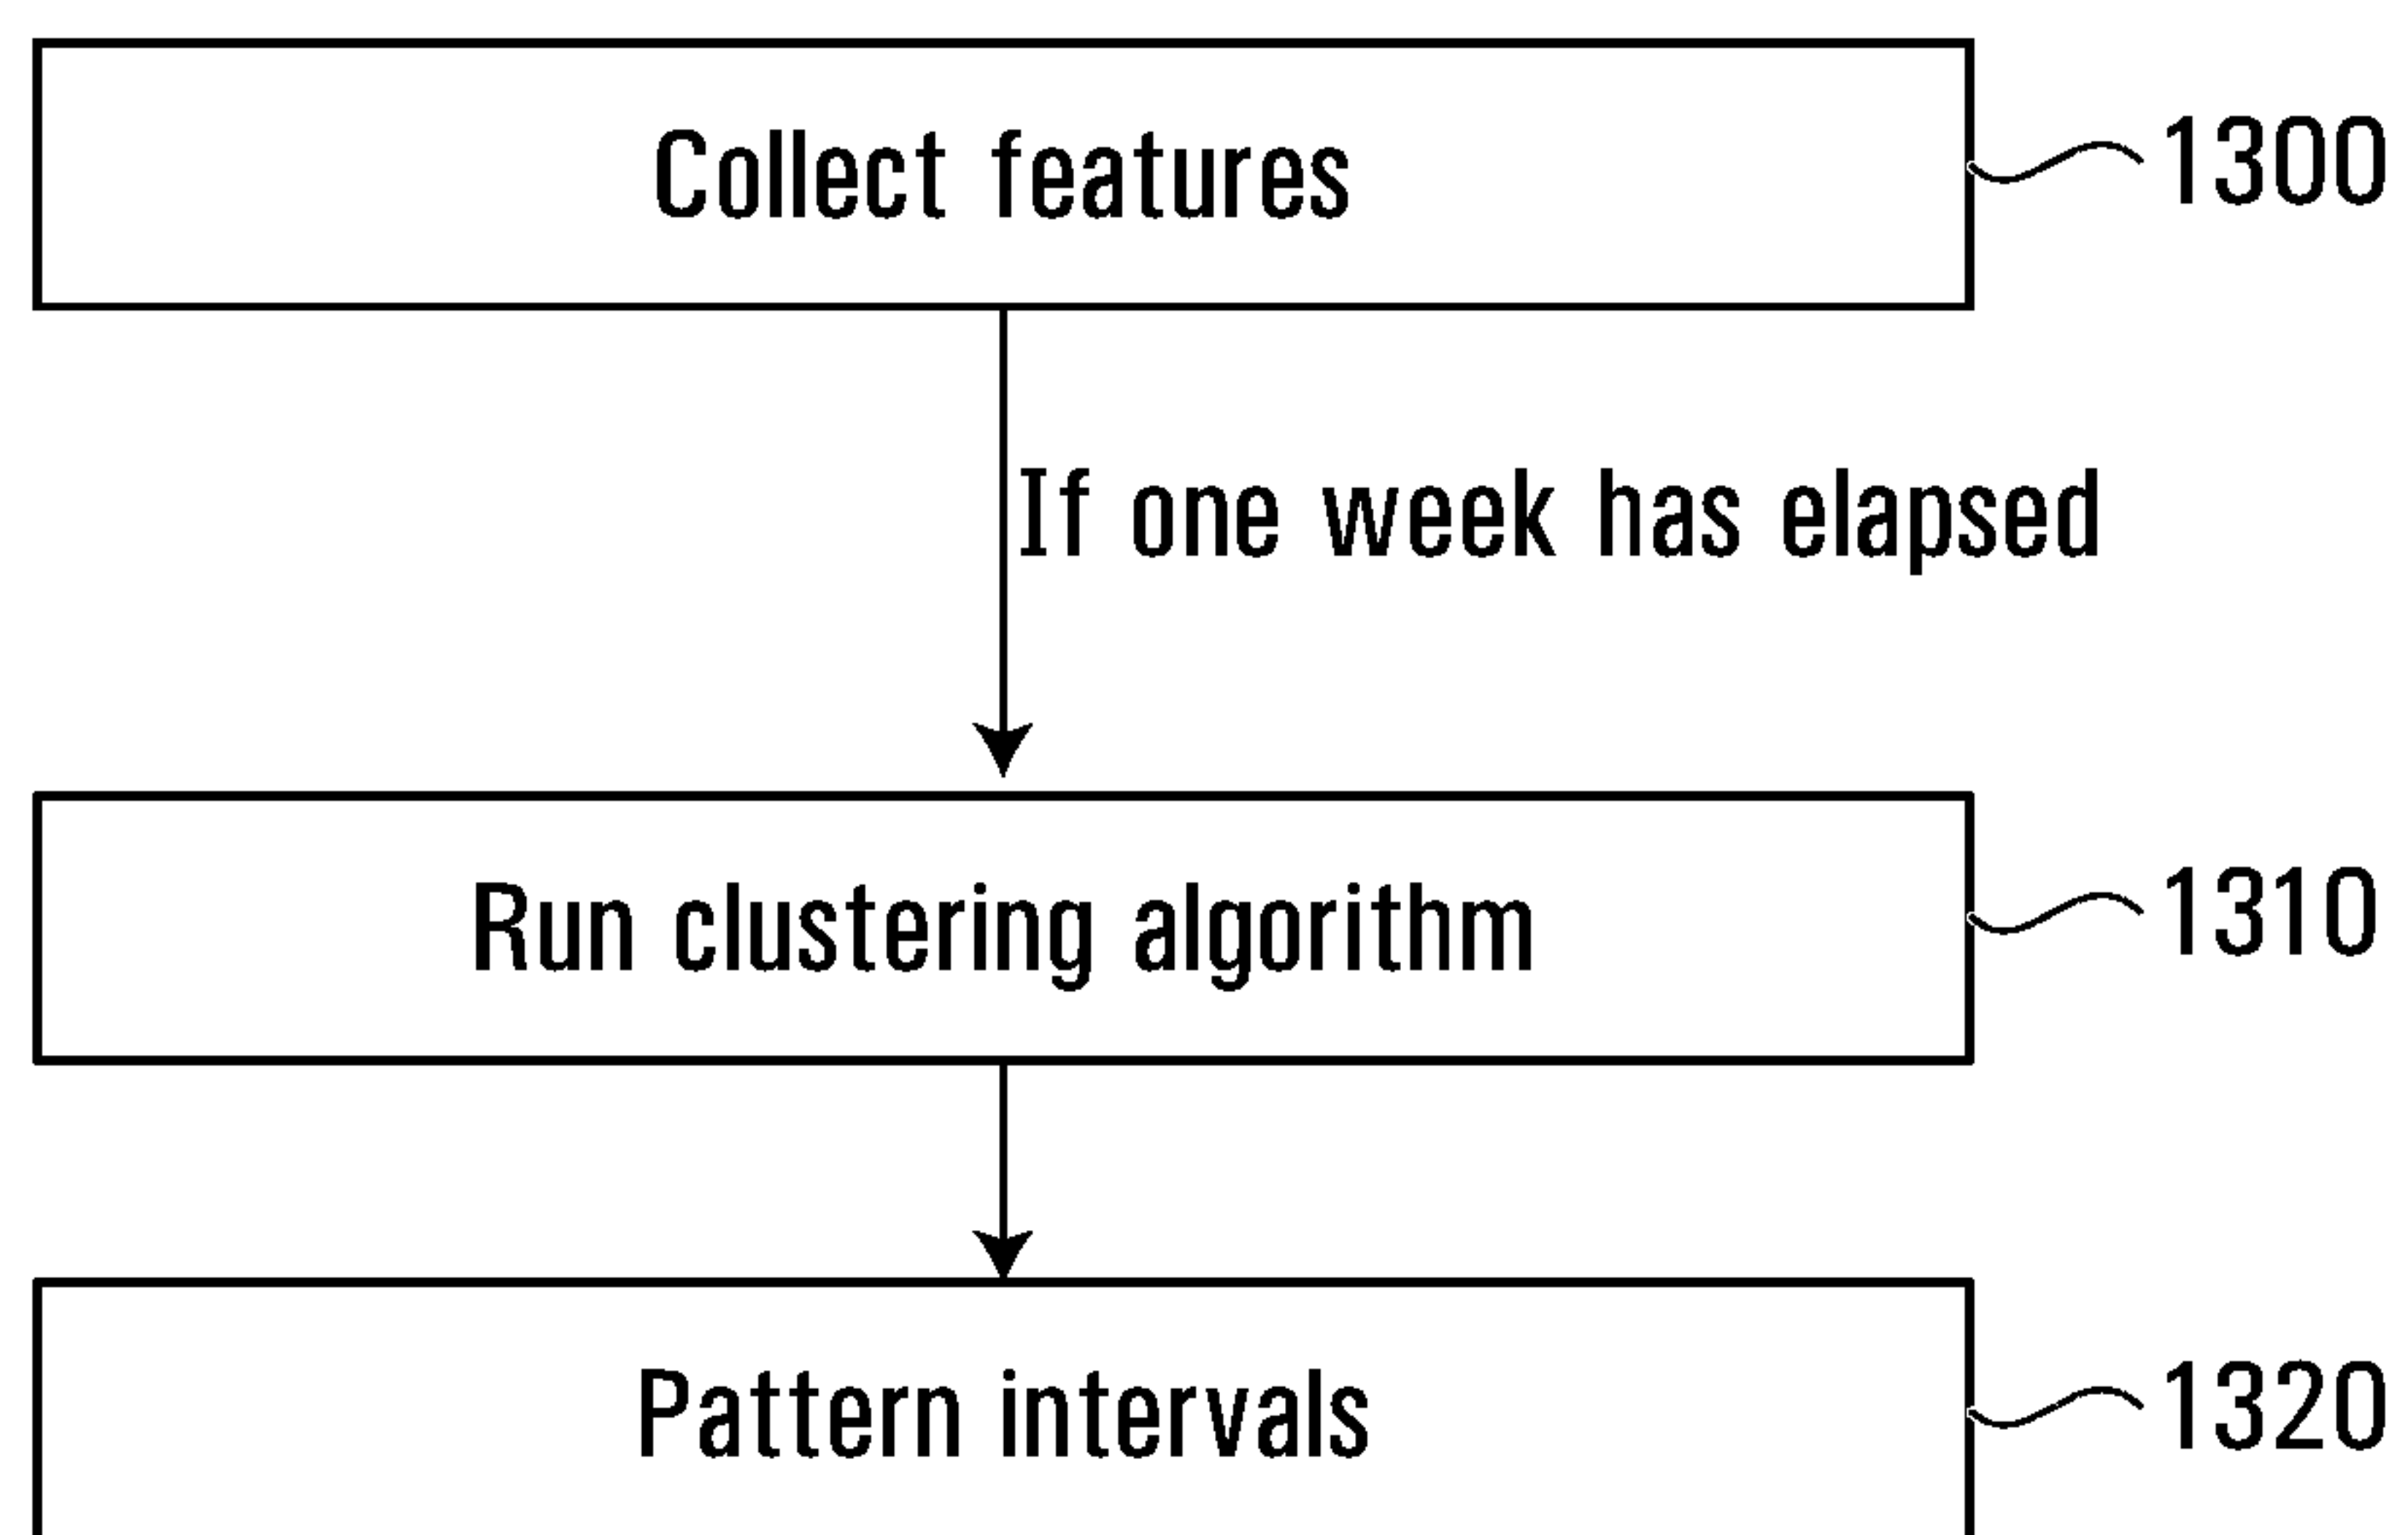 Collect features
1300
If one week has elapsed
Run clustering algorithm
1310
Pattern intervals
1320